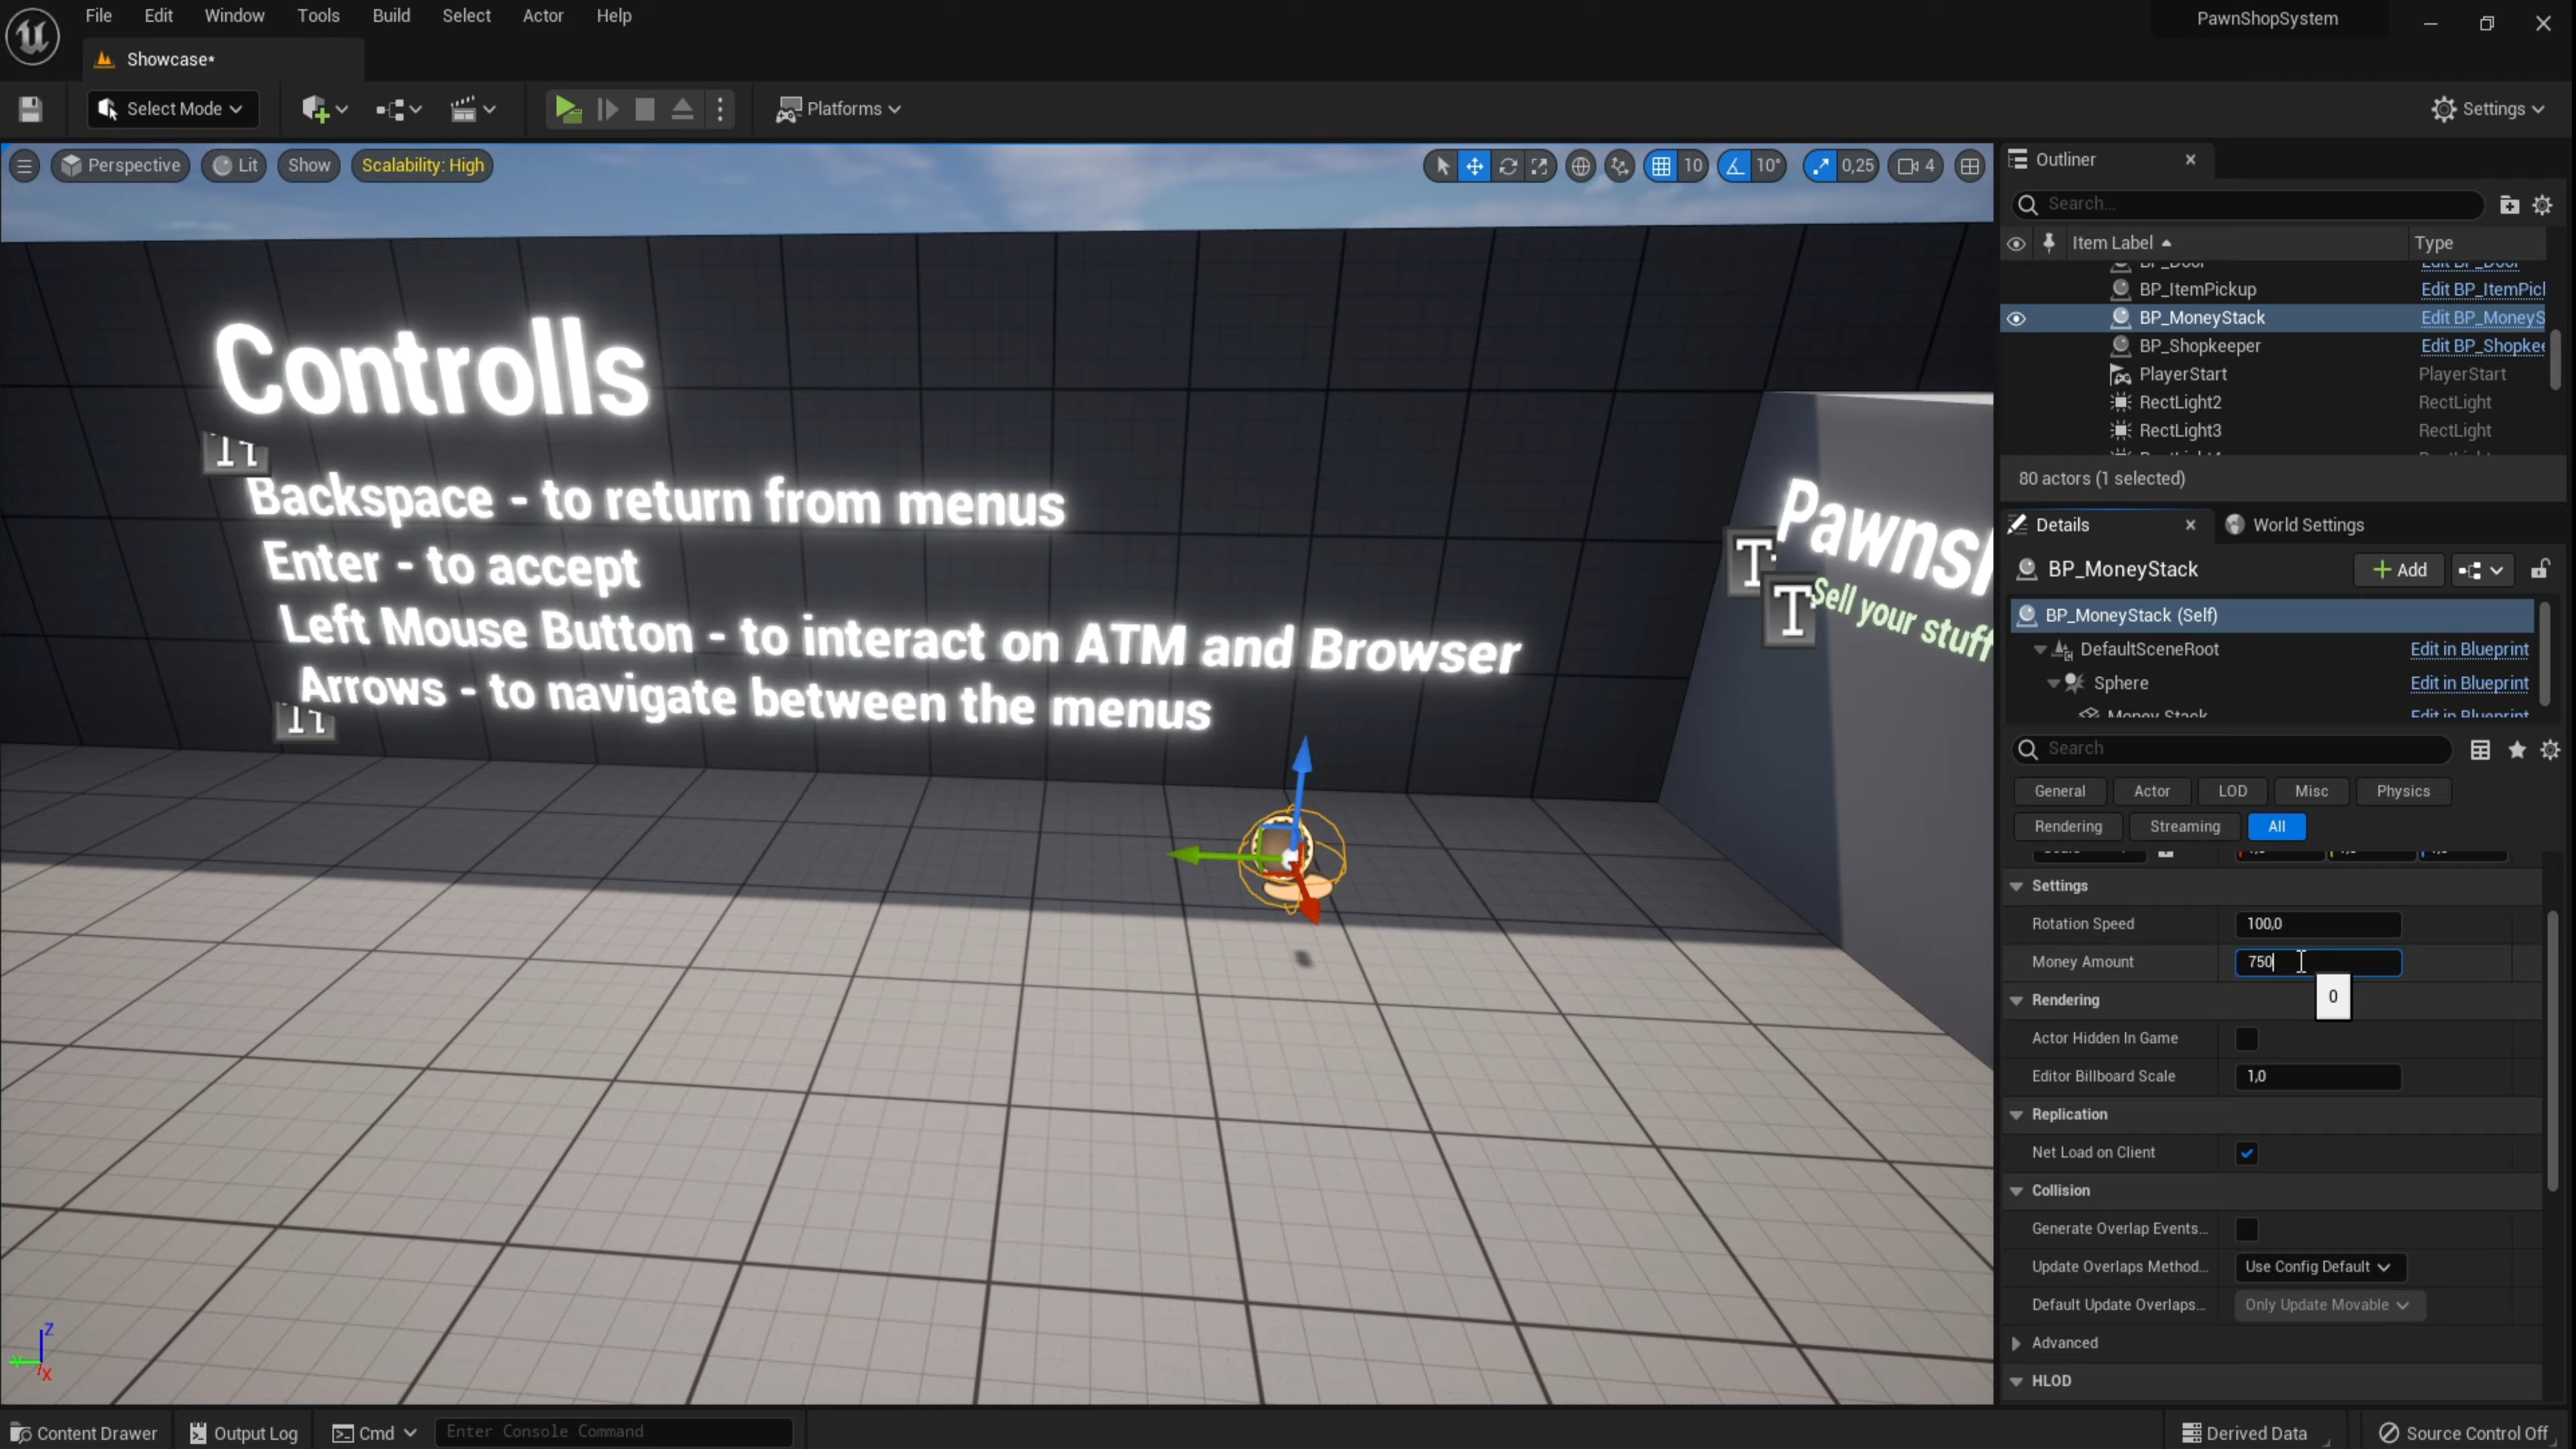 File Edit Window Tools Build Select Actor Help
PawnShopSystem
Showcase*
Select Mode
Platforms
Settings
Perspective Lit Show Scalability: High
10 10° 0,25 4
Controlls
Backspace - to return from menus
Enter - to accept
Left Mouse Button - to interact on ATM and Browser
Arrows - to navigate between the menus
Sell your stuff
Outliner
Search...
Item Label Type
BP_Door Edit BP_Door
BP_ItemPickup Edit BP_ItemPicl
BP_MoneyStack Edit BP_MoneyS
BP_Shopkeeper Edit BP_Shopkee
PlayerStart PlayerStart
RectLight2 RectLight
RectLight3 RectLight
80 actors (1 selected)
Details World Settings
BP_MoneyStack Add
BP_MoneyStack (Self)
DefaultSceneRoot Edit in Blueprint
Sphere Edit in Blueprint
Money Stack Edit in Blueprint
Search
General Actor LOD Misc Physics
Rendering Streaming All
Settings
Rotation Speed 100,0
Money Amount 750
0
Rendering
Actor Hidden In Game
Editor Billboard Scale 1,0
Replication
Net Load on Client
Collision
Generate Overlap Events...
Update Overlaps Method... Use Config Default
Default Update Overlaps... Only Update Movable
Advanced
HLOD
Z
X
Content Drawer Output Log Cmd Enter Console Command
Derived Data Source Control Off